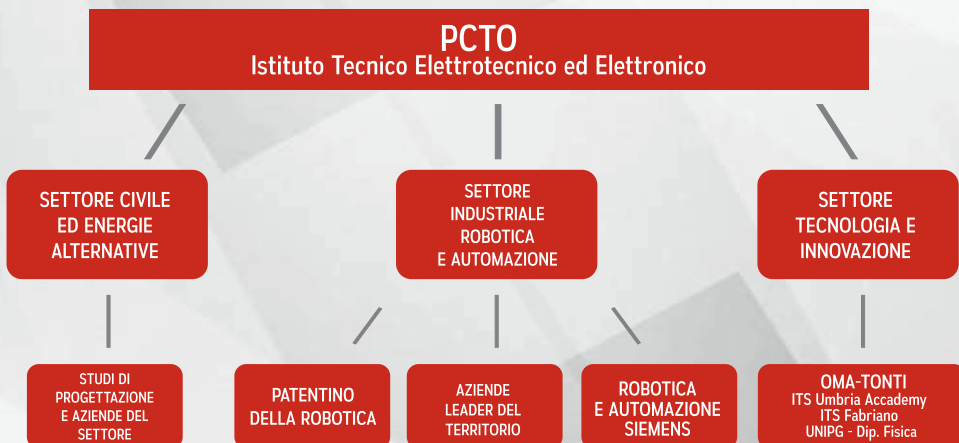 PCTO
Istituto Tecnico Elettrotecnico ed Elettronico
SETTORE CIVILE
ED ENERGIE
ALTERNATIVE
SETTORE
INDUSTRIALE
ROBOTICA
E AUTOMAZIONE
SETTORE
TECNOLOGIA E
INNOVAZIONE
STUDI DI
PROGETTAZIONE
E AZIENDE DEL
SETTORE
PATENTINO
DELLA ROBOTICA
AZIENDE
LEADER DEL
TERRITORIO
ROBOTICA
E AUTOMAZIONE
SIEMENS
OMA-TONTI
ITS Umbria Accademy
ITS Fabriano
UNIPG - Dip. Fisica